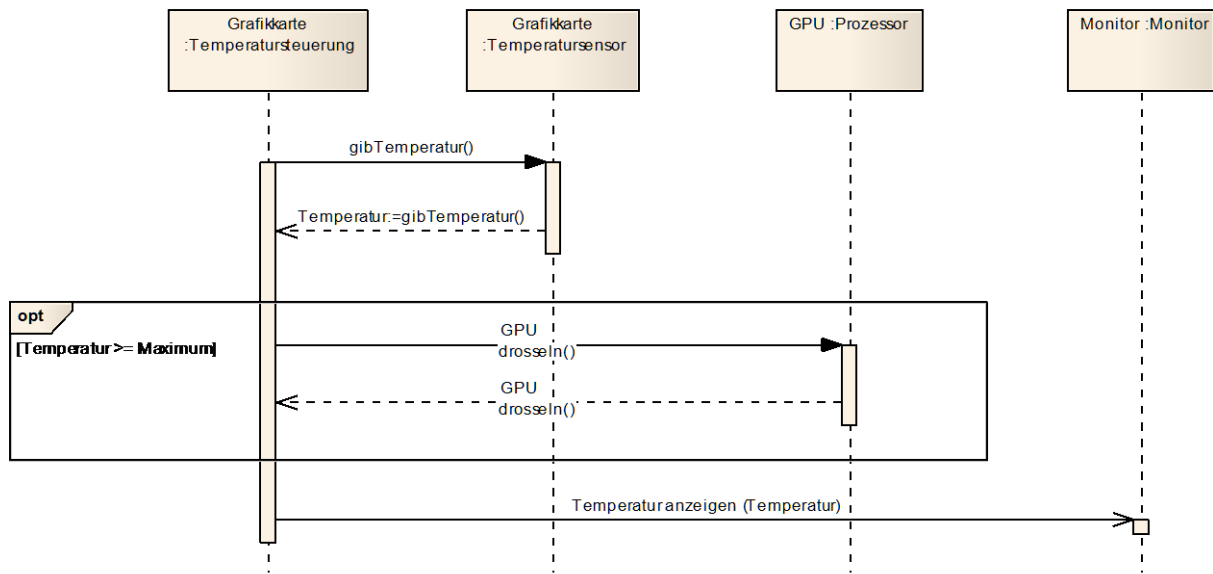 Grafikkarte
:Temperatursteuerung
Grafikkarte
:Temperatursensor
GPU :Prozessor
Monitor :Monitor
gibTemperatur()
Temperatur:=gibTemperatur()
opt
[Temperatur >= Maximum]
GPU
drosseln()
GPU
drosseln()
Temperatur anzeigen (Temperatur)